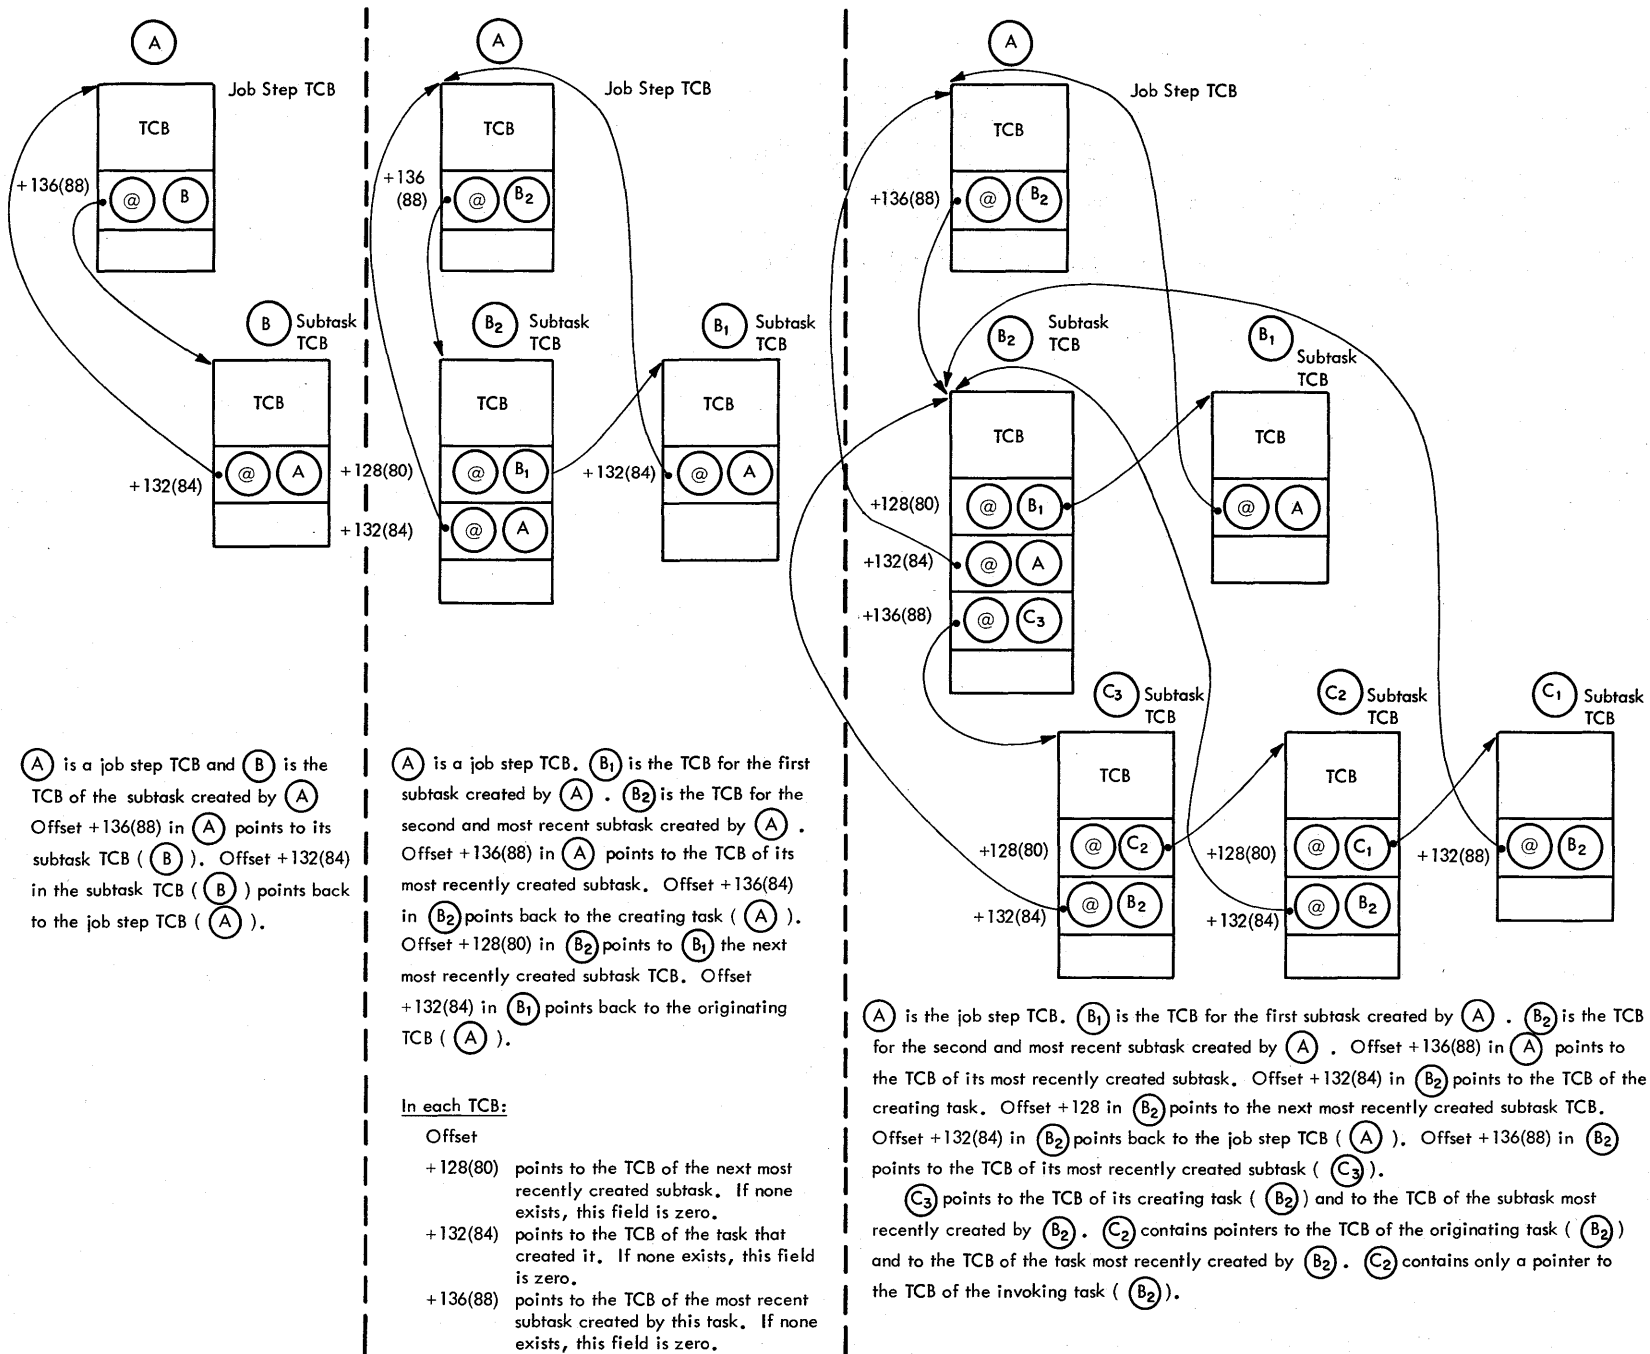 A
Job Step TCB
TCB
+136(88)
@ B
B Subtask
TCB
TCB
+132(84)
@ A
A is a job step TCB and B is the
TCB of the subtask created by A
Offset +136(88) in A points to its
subtask TCB ( B ). Offset +132(84)
in the subtask TCB ( B ) points back
to the job step TCB ( A ).
A
Job Step TCB
TCB
+136
(88)
@ B2
B2 Subtask
TCB
B1 Subtask
TCB
TCB
TCB
+128(80)
@ B1
+132(84)
@ A
+132(84)
@ A
A is a job step TCB. B1 is the TCB for the first
subtask created by A . B2 is the TCB for the
second and most recent subtask created by A .
Offset +136(88) in A points to the TCB of its
most recently created subtask. Offset +136(84)
in B2 points back to the creating task ( A ).
Offset +128(80) in B2 points to B1 the next
most recently created subtask TCB. Offset
+132(84) in B1 points back to the originating
TCB ( A ).
In each TCB:
Offset
+128(80) points to the TCB of the next most
recently created subtask. If none
exists, this field is zero.
+132(84) points to the TCB of the task that
created it. If none exists, this field
is zero.
+136(88) points to the TCB of the most recent
subtask created by this task. If none
exists, this field is zero.
A
Job Step TCB
TCB
+136(88)
@ B2
B2 Subtask
TCB
B1
Subtask
TCB
TCB
TCB
+128(80)
@ B1
@ A
+132(84)
@ A
+136(88)
@ C3
C3 Subtask
TCB
C2 Subtask
TCB
C1 Subtask
TCB
TCB
TCB
+128(80)
@ C2
+128(80)
@ C1
+132(88)
@ B2
+132(84)
@ B2
+132(84)
@ B2
A is the job step TCB. B1 is the TCB for the first subtask created by A . B2 is the TCB
for the second and most recent subtask created by A . Offset +136(88) in A points to
the TCB of its most recently created subtask. Offset +132(84) in B2 points to the TCB of the
creating task. Offset +128 in B2 points to the next most recently created subtask TCB.
Offset +132(84) in B2 points back to the job step TCB ( A ). Offset +136(88) in B2
points to the TCB of its most recently created subtask ( C3 ).
C3 points to the TCB of its creating task ( B2 ) and to the TCB of the subtask most
recently created by B2 . C2 contains pointers to the TCB of the originating task ( B2 )
and to the TCB of the task most recently created by B2 . C2 contains only a pointer to
the TCB of the invoking task ( B2 ).